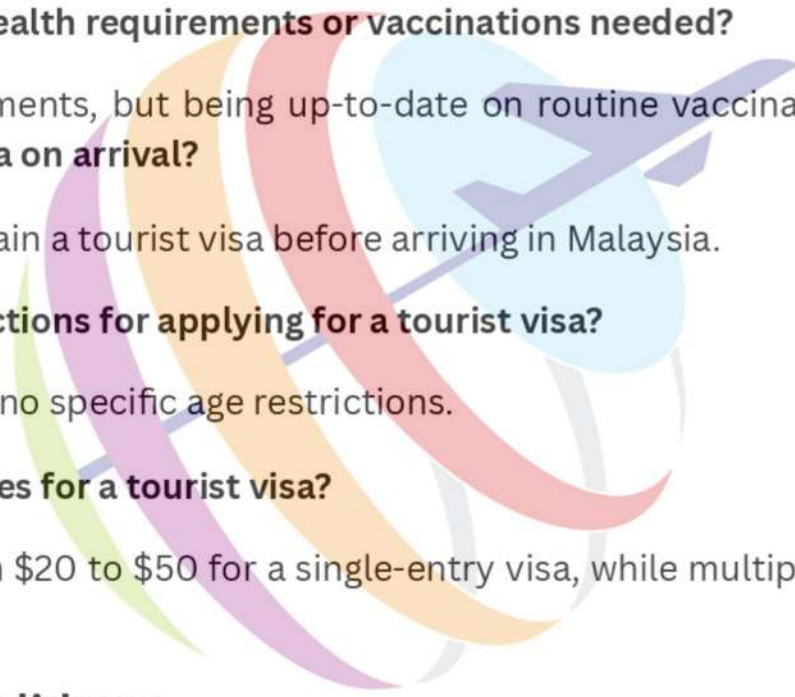 ealth requirements or vaccinations needed?
ments, but being up-to-date on routine vaccina
a on arrival?
ain a tourist visa before arriving in Malaysia.
ctions for applying for a tourist visa?
no specific age restrictions.
es for a tourist visa?
$20 to $50 for a single-entry visa, while multip